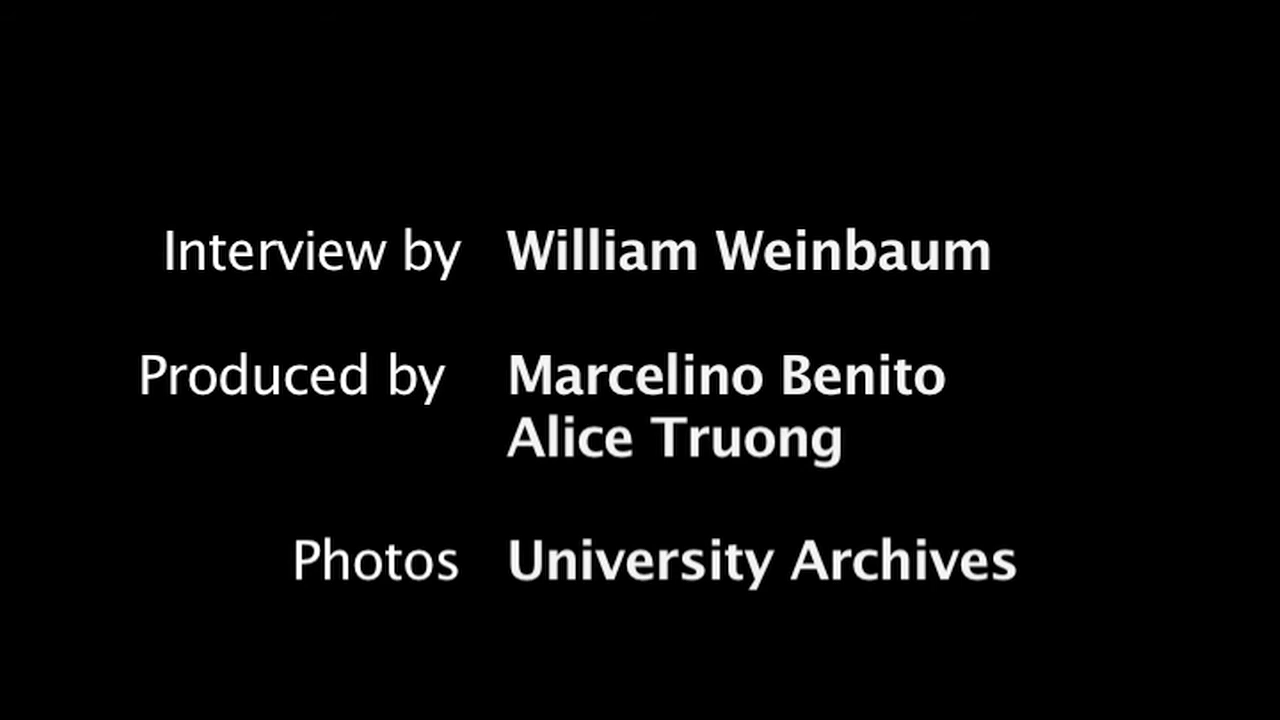 Interview by William Weinbaum
Produced by Marcelino Benito
Alice Truong
Photos University Archives